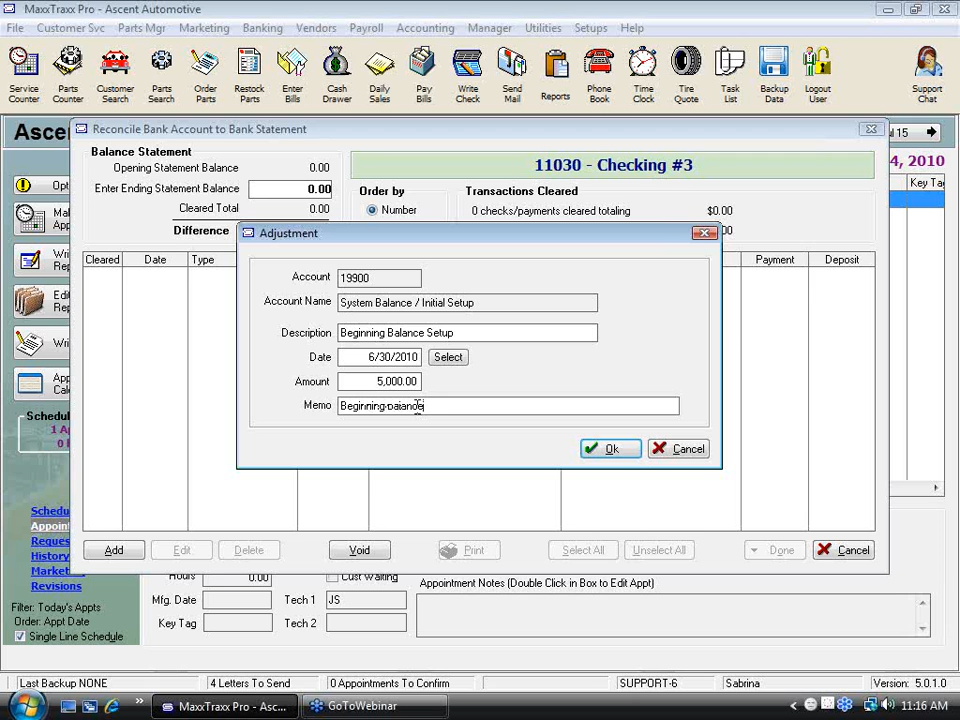 MaxxTraxx Pro - Ascent Automotive
File Customer Svc Parts Mgr Marketing Banking Vendors Payroll Accounting Manager Utilities Setups Help
Service Counter
Parts Counter
Customer Search
Parts Search
Order Parts
Restock Parts
Enter Bills
Cash Drawer
Daily Sales
Pay Bills
Write Check
Send Mail
Reports
Phone Book
Time Clock
Tire Quote
Task List
Backup Data
Logout User
Support Chat
Reconcile Bank Account to Bank Statement
Balance Statement
Opening Statement Balance 0.00
Enter Ending Statement Balance 0.00
Cleared Total 0.00
Difference
11030 - Checking #3
Order by
Number
Transactions Cleared
0 checks/payments cleared totaling $0.00
Cleared Date Type Payment Deposit
15
4, 2010
Key Ta
Adjustment
Account 19900
Account Name System Balance / Initial Setup
Description Beginning Balance Setup
Date 6/30/2010 Select
Amount 5,000.00
Memo Beginning balance
Ok Cancel
Add Edit Delete Void Print Select All Unselect All Done Cancel
Filter: Today's Appts
Order: Appt Date
Single Line Schedule
Revisions
Hours 0.00
Cust Waiting
Mfg. Date
Key Tag
Tech 1 JS
Tech 2
Appointment Notes (Double Click in Box to Edit Appt)
Last Backup NONE 4 Letters To Send 0 Appointments To Confirm SUPPORT-6 Sabrina Version: 5.0.1.0
MaxxTraxx Pro - As... GoToWebinar 11:16 AM